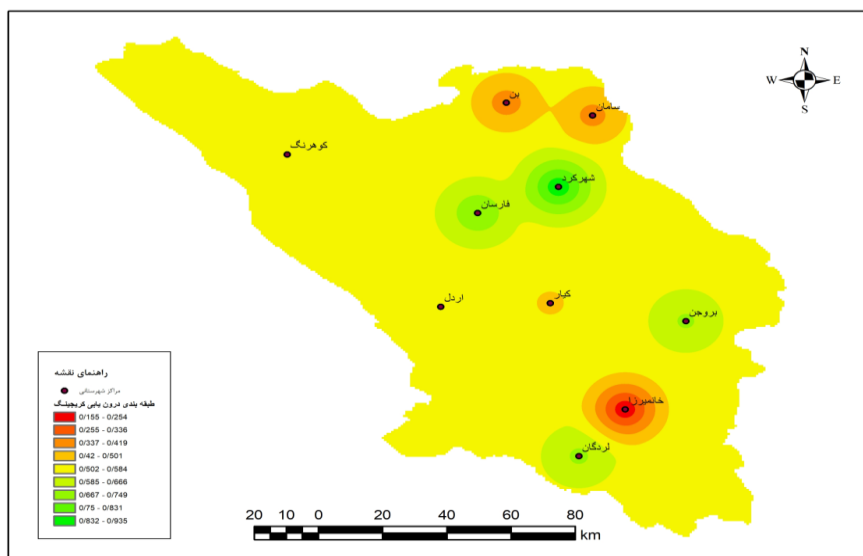 N
W E
S
بن
سامان
کوهرنگ
شهرکرد
فارسان
اردل
کیار
بروجن
خانمیرزا
لردگان
راهنمای نقشه
مراکز شهرستانی
طبقه بندی درون یابی کریجینگ
0/155 - 0/254
0/255 - 0/336
0/337 - 0/419
0/42 - 0/501
0/502 - 0/584
0/585 - 0/666
0/667 - 0/749
0/75 - 0/831
0/832 - 0/935
20 10 0 20 40 60 80
km